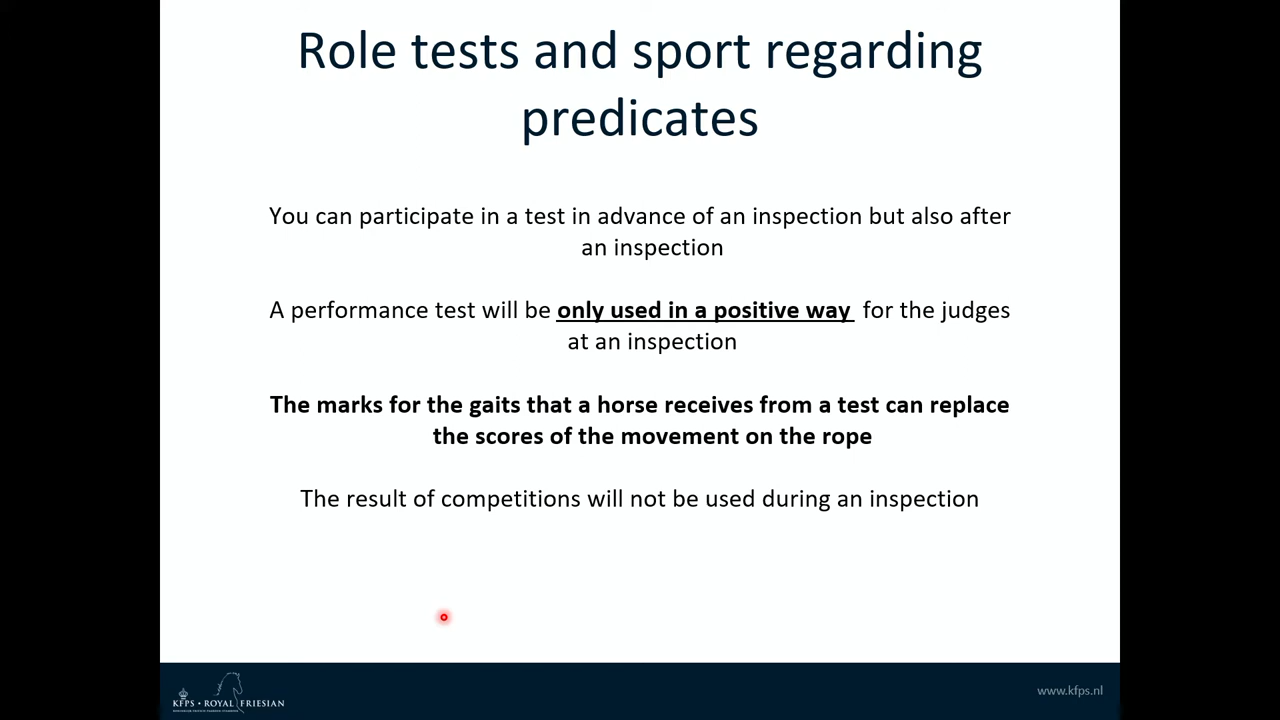 Role tests and sport regarding
predicates
You can participate in a test in advance of an inspection but also after
an inspection
A performance test will be only used in a positive way for the judges
at an inspection
The marks for the gaits that a horse receives from a test can replace
the scores of the movement on the rope
The result of competitions will not be used during an inspection
KFPS • ROYAL FRIESIAN
www.kfps.nl